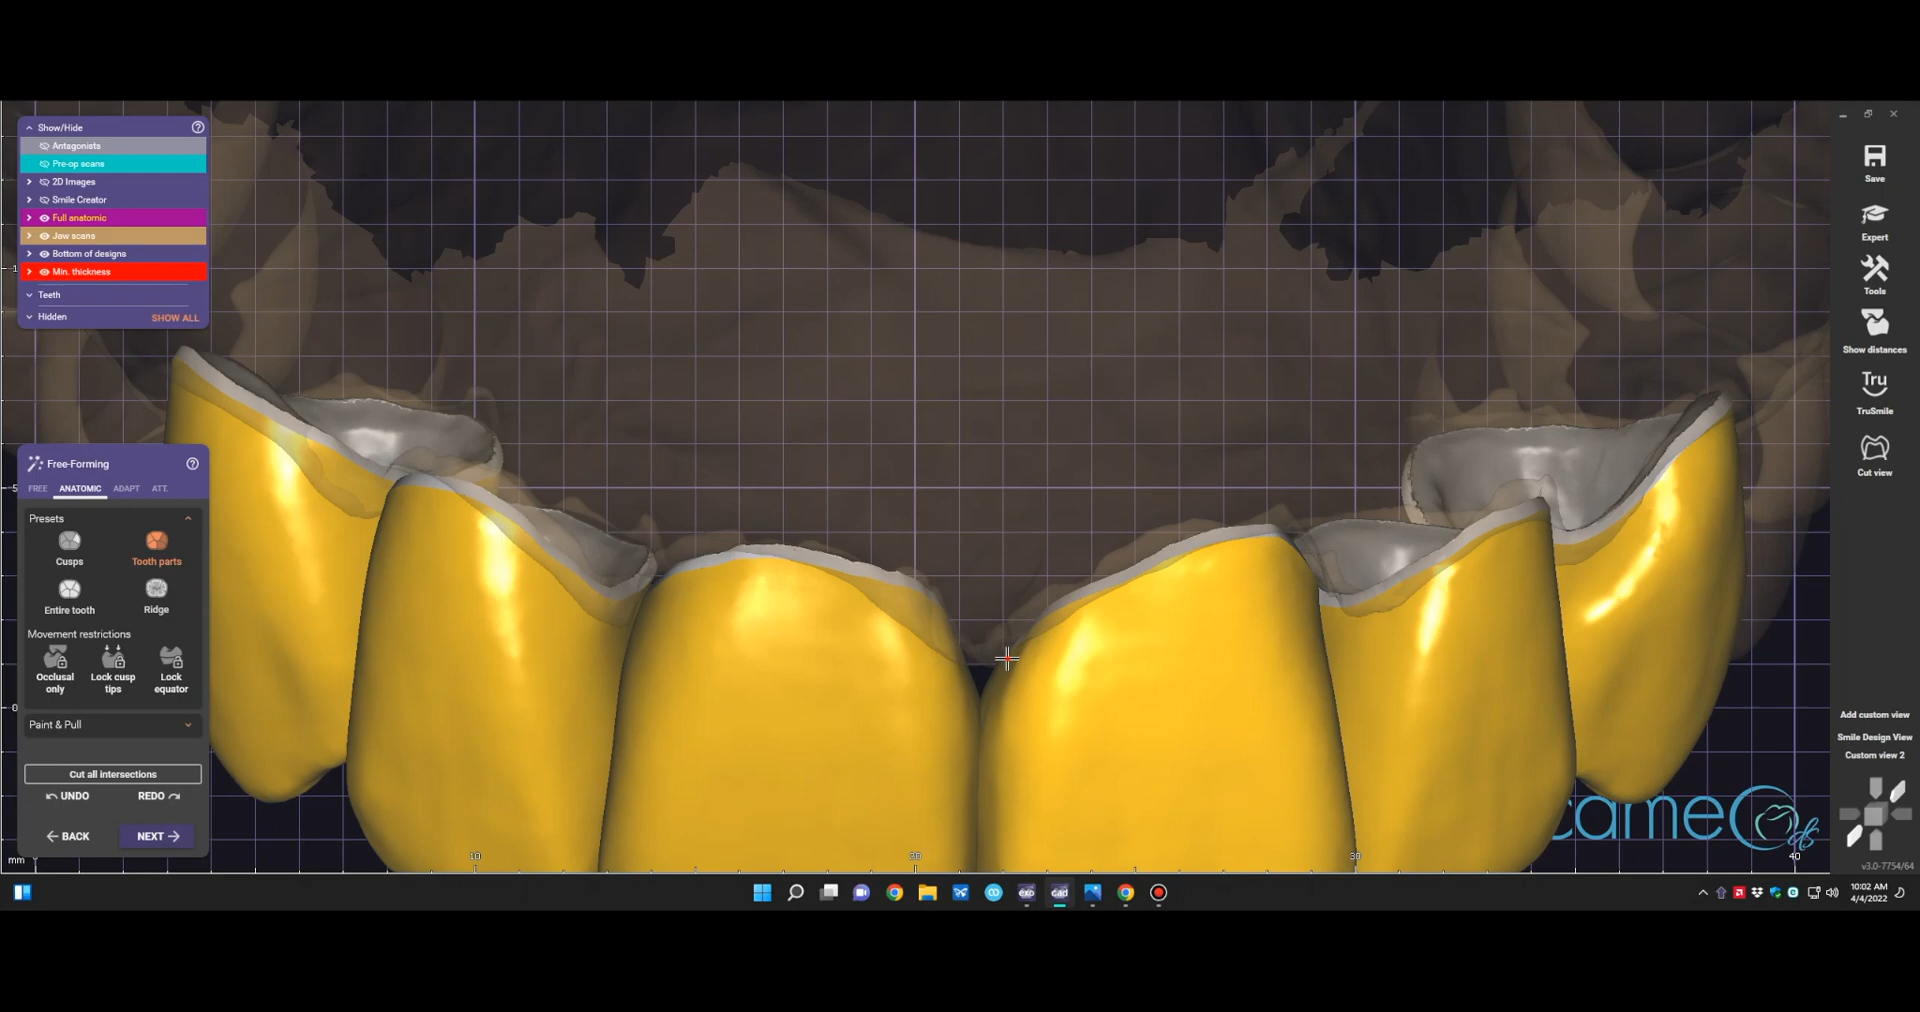 Show/Hide
Antagonists
Pre-op scans
2D Images
Smile Creator
Full anatomic
Jaw scans
Bottom of designs
Min. thickness
Teeth
Hidden
SHOW ALL
Free-Forming
FREE ANATOMIC ADAPT ATT.
Presets
Cusps Tooth parts
Entire tooth Ridge
Movement restrictions
Occlusal only
Lock cusp tips
Lock equator
Paint & Pull
Cut all intersections
UNDO REDO
BACK NEXT
mm
10 20 30 40
-5
Save
Expert
Tools
Show distances
Tru
TruSmile
Cut view
Add custom view
Smile Design View
Custom view 2
v3.0-7754/64
exo cad
10:02 AM
4/4/2022